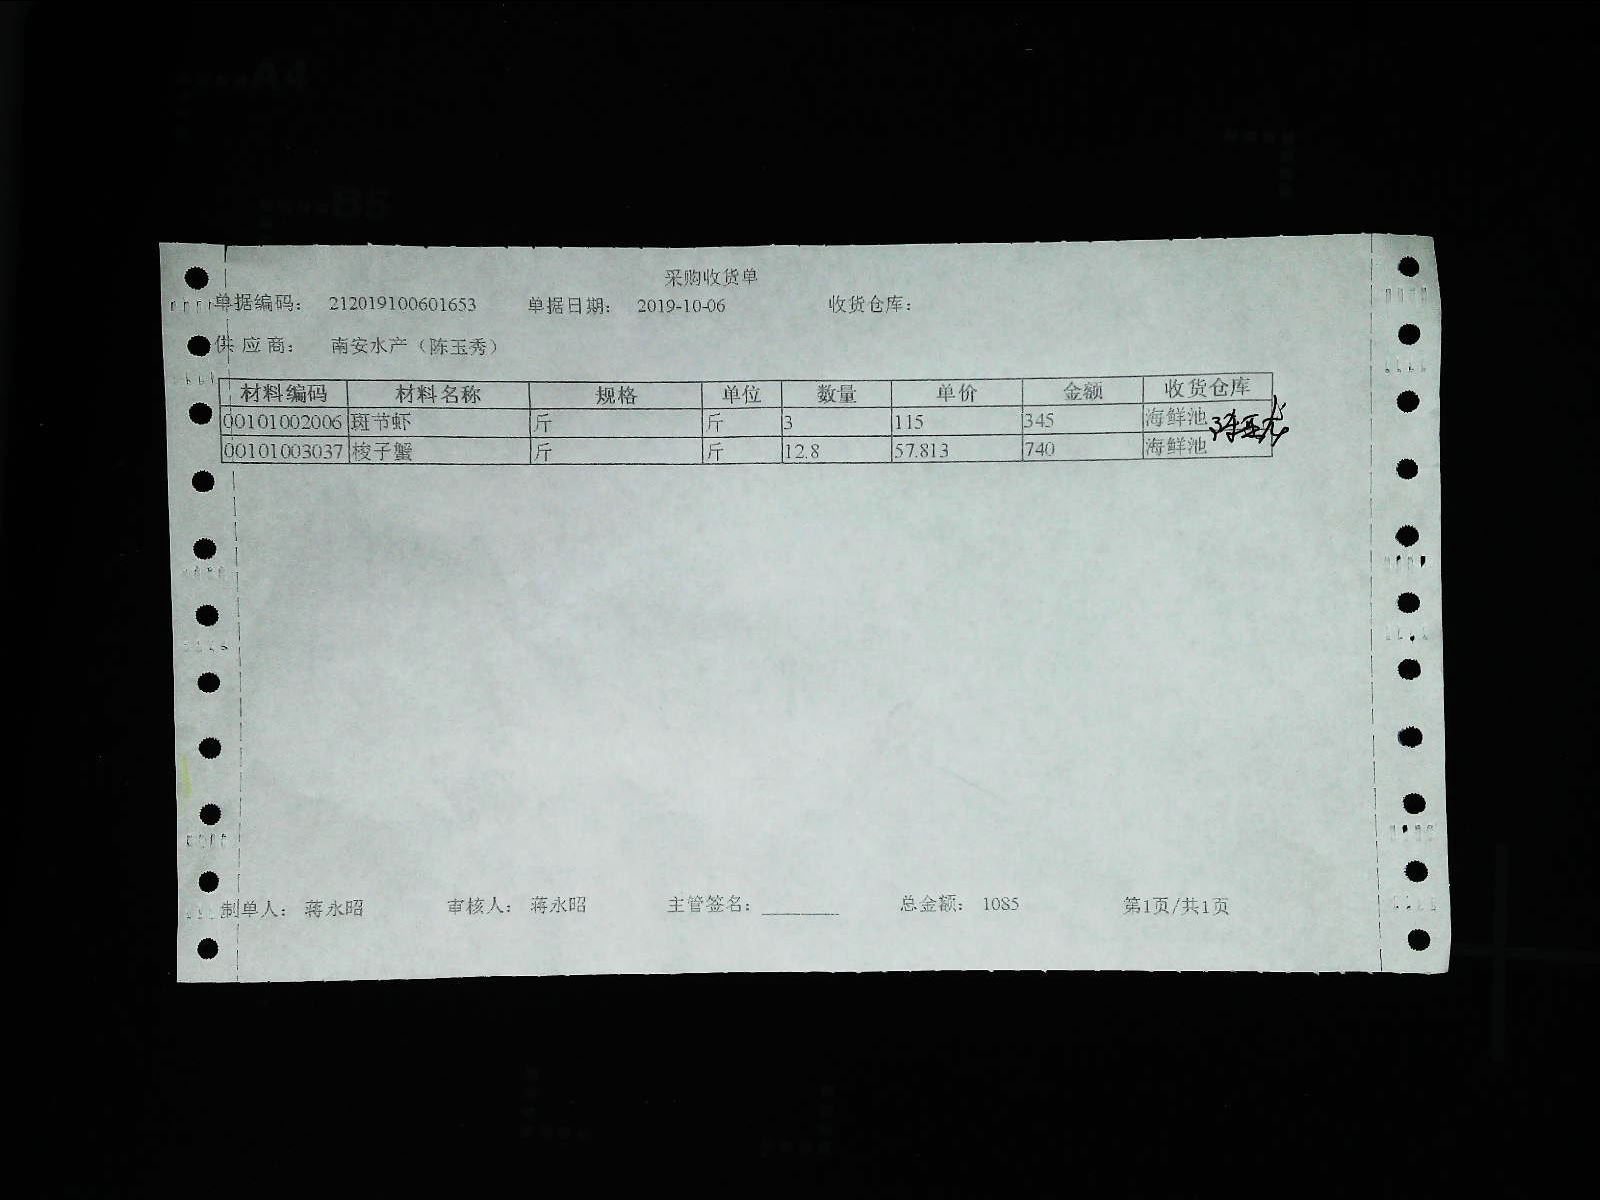 采购收货单
单据编码： 212019100601653 单据日期： 2019-10-06 收货仓库：
供 应 商： 南安水产（陈玉秀）
材料编码 材料名称 规格 单位 数量 单价 金额 收货仓库
00101002006 斑节虾 斤 斤 3 115 345 海鲜池
00101003037 梭子蟹 斤 斤 12.8 57.813 740 海鲜池
制单人： 蒋永昭 审核人： 蒋永昭 主管签名：________ 总金额： 1085 第1页/共1页